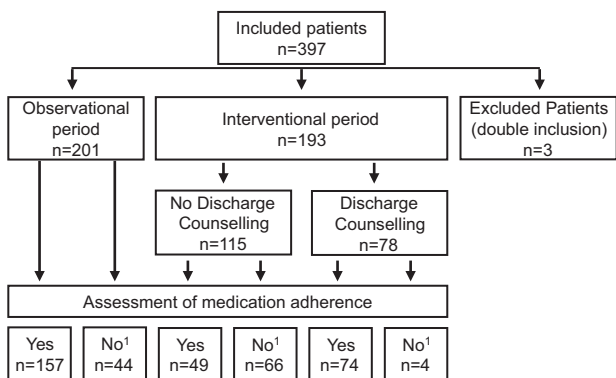 Included patients
n=397
Observational
period
n=201
Interventional period
n=193
Excluded Patients
(double inclusion)
n=3
No Discharge
Counselling
n=115
Discharge
Counselling
n=78
Assessment of medication adherence
Yes
n=157
No¹
n=44
Yes
n=49
No¹
n=66
Yes
n=74
No¹
n=4